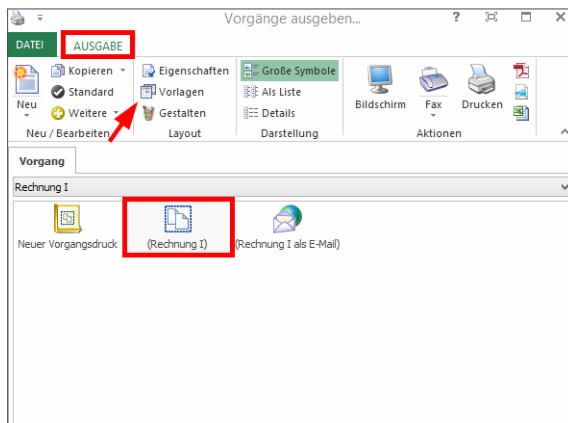 Vorgänge ausgeben...
DATEI AUSGABE
Neu
Kopieren
Standard
Weitere
Neu / Bearbeiten
Eigenschaften
Vorlagen
Gestalten
Layout
Große Symbole
Als Liste
Details
Darstellung
Bildschirm
Fax
Drucken
Aktionen
Vorgang
Rechnung I
Neuer Vorgangsdruck
(Rechnung I)
(Rechnung I als E-Mail)